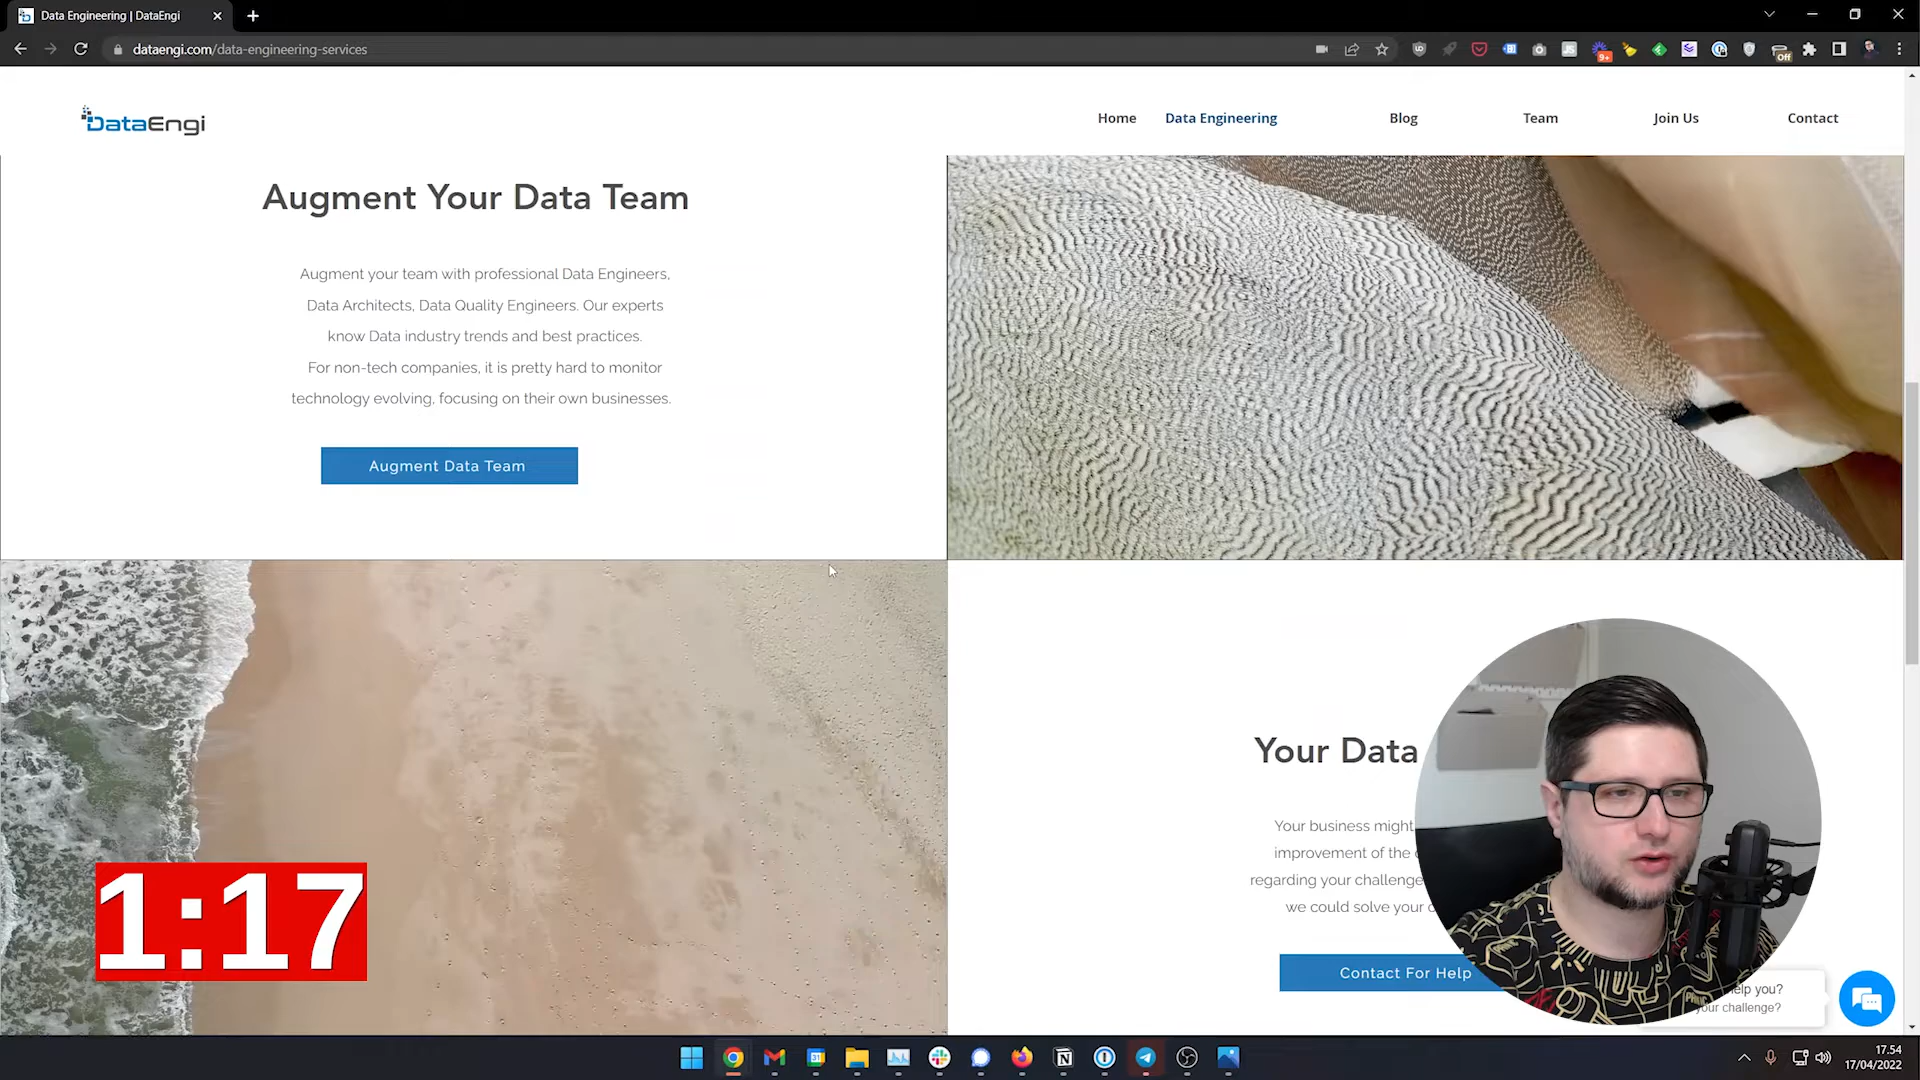 Data Engineering | DataEngi
dataengi.com/data-engineering-services
9+
Off
DataEngi
Home
Data Engineering
Blog
Team
Join Us
Contact
Augment Your Data Team
Augment your team with professional Data Engineers,
Data Architects, Data Quality Engineers. Our experts
know Data industry trends and best practices.
For non-tech companies, it is pretty hard to monitor
technology evolving, focusing on their own businesses.
Augment Data Team
Your Data
Your business might
improvement of the
regarding your challenge
we could solve your
Contact For Help
you?
your challenge?
1:17
17.54
17/04/2022